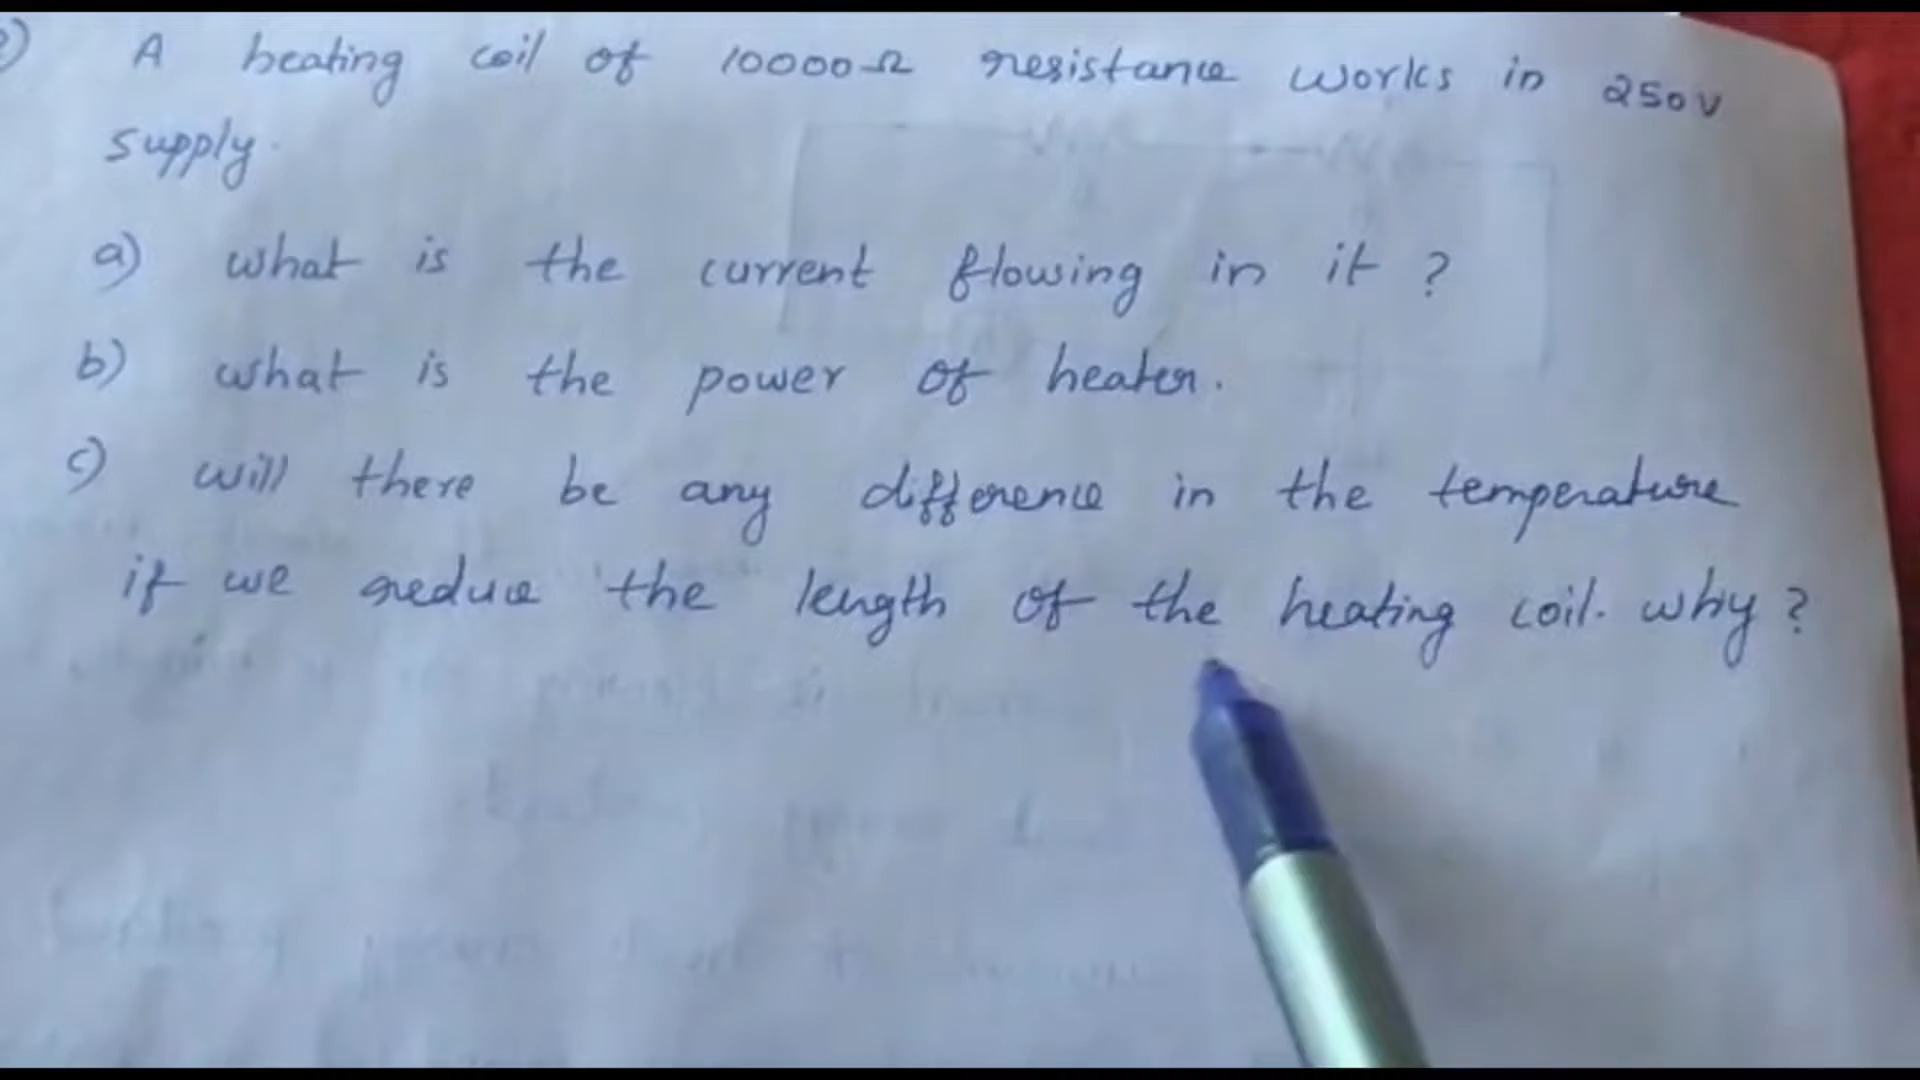 A heating coil of 10000Ω resistance works in 250V
supply.
a) what is the current flowing in it ?
b) what is the power of heater.
c) will there be any difference in the temperature
if we reduce the length of the heating coil. why ?